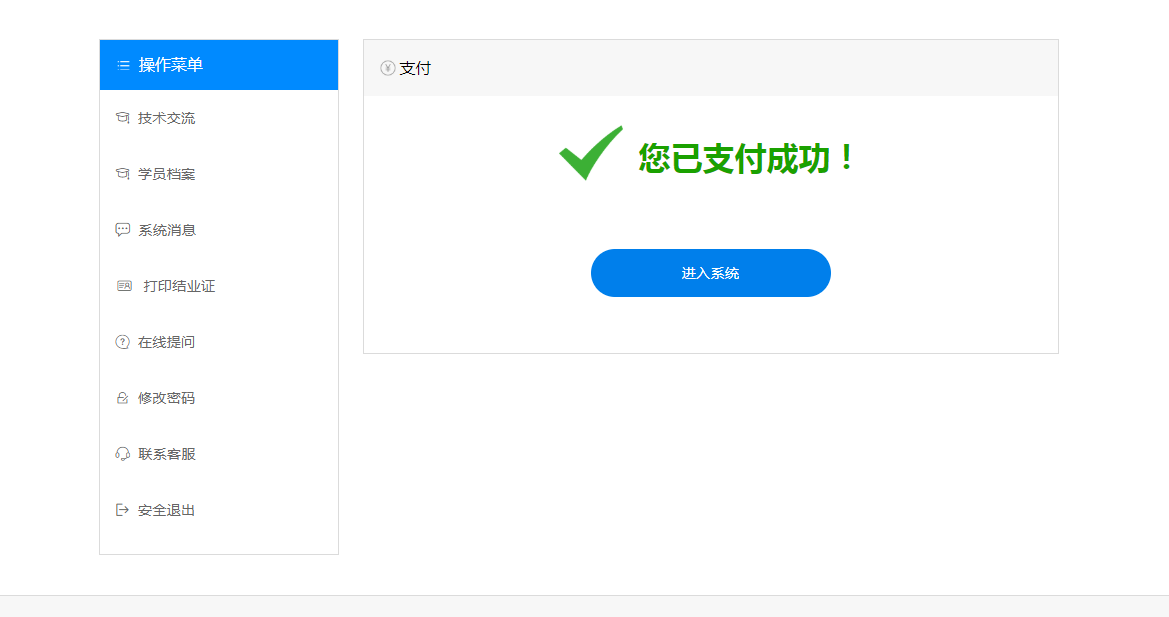 操作菜单
技术交流
学员档案
系统消息
打印结业证
在线提问
修改密码
联系客服
安全退出
支付
您已支付成功！
进入系统